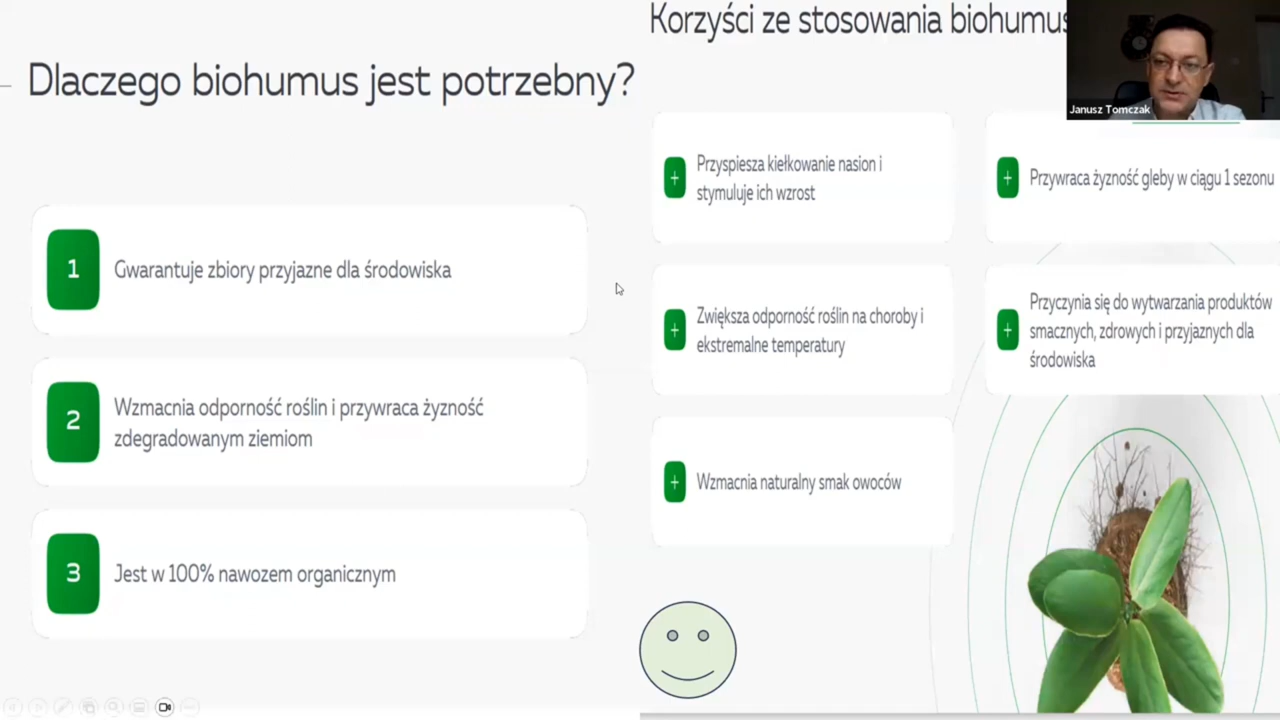 Dlaczego biohumus jest potrzebny?
1
Gwarantuje zbiory przyjazne dla środowiska
2
Wzmacnia odporność roślin i przywraca żyzność
zdegradowanym ziemiom
3
Jest w 100% nawozem organicznym
Korzyści ze stosowania biohumus
+
Przyspiesza kiełkowanie nasion i
stymuluje ich wzrost
+
Przywraca żyzność gleby w ciągu 1 sezonu
+
Zwiększa odporność roślin na choroby i
ekstremalne temperatury
+
Przyczynia się do wytwarzania produktów
smacznych, zdrowych i przyjaznych dla
środowiska
+
Wzmacnia naturalny smak owoców
Janusz Tomczak